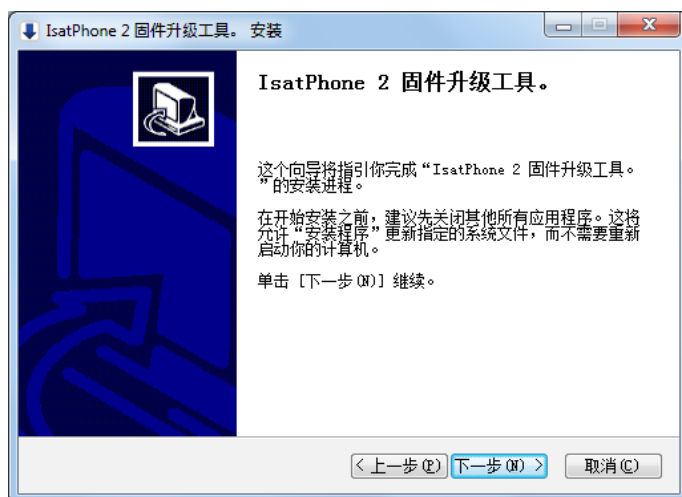 IsatPhone 2 固件升级工具。 安装
IsatPhone 2 固件升级工具。
这个向导将指引你完成“IsatPhone 2 固件升级工具。
”的安装进程。
在开始安装之前,建议先关闭其他所有应用程序。这将
允许“安装程序”更新指定的系统文件,而不需要重新
启动你的计算机。
单击 [下一步(N)] 继续。
< 上一步(P) 下一步(N) > 取消(C)